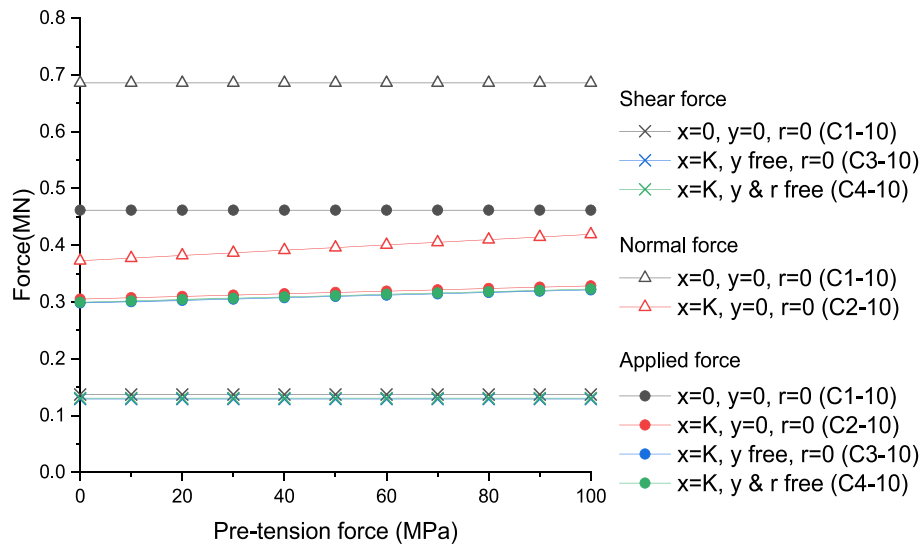 0.8
0.7
0.6
0.5
0.4
0.3
0.2
0.1
0.0
Force(MN)
0 20 40 60 80 100
Pre-tension force (MPa)
Shear force
x=0, y=0, r=0 (C1-10)
x=K, y free, r=0 (C3-10)
x=K, y & r free (C4-10)
Normal force
x=0, y=0, r=0 (C1-10)
x=K, y=0, r=0 (C2-10)
Applied force
x=0, y=0, r=0 (C1-10)
x=K, y=0, r=0 (C2-10)
x=K, y free, r=0 (C3-10)
x=K, y & r free (C4-10)